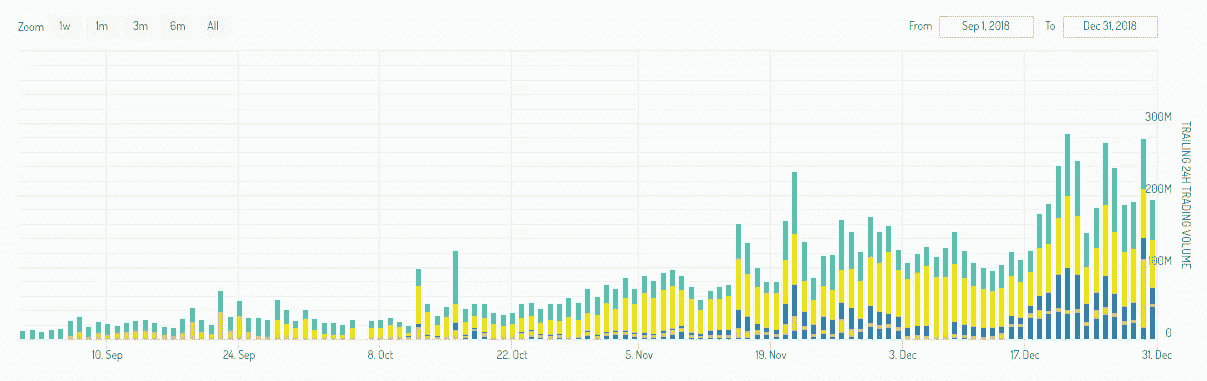 Zoom 1w 1m 3m 6m All From Sep 1, 2018 To Dec 31, 2018
300M
200M
100M
0
TRAILING 24H TRADING VOLUME
10. Sep 24. Sep 8. Oct 22. Oct 5. Nov 19. Nov 3. Dec 17. Dec 31. Dec